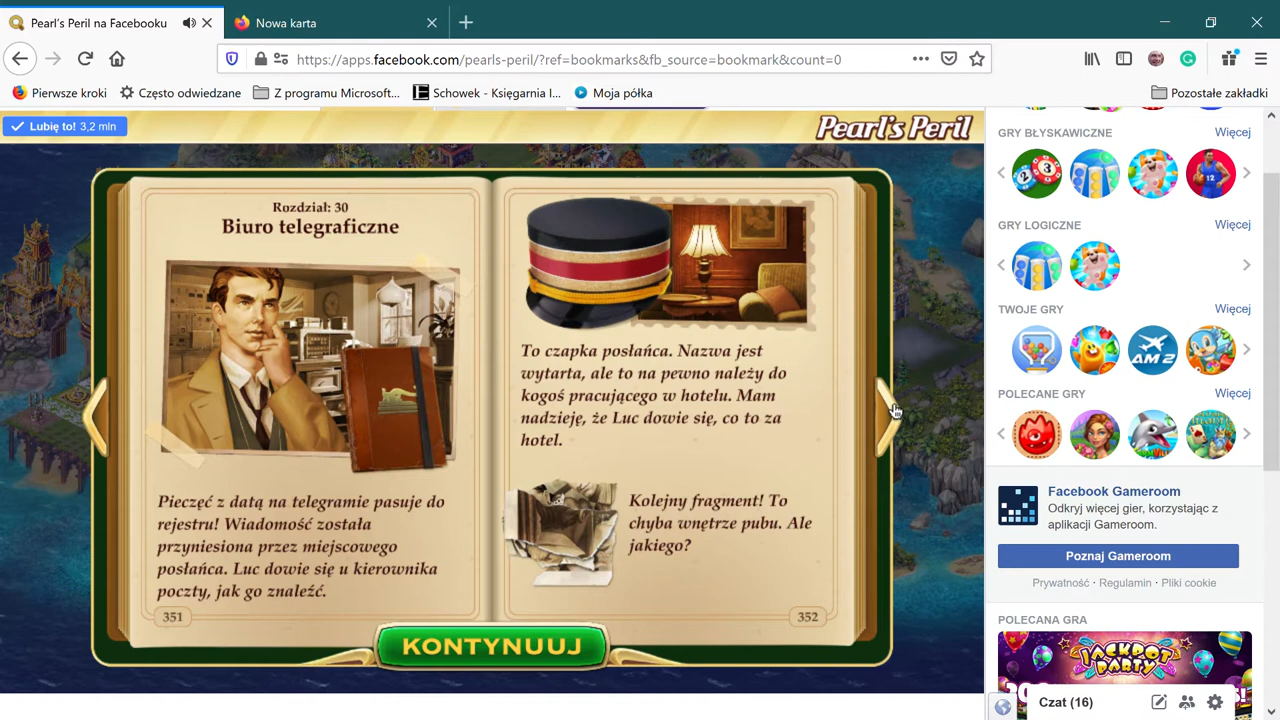 Pearl's Peril na Facebooku
Nowa karta
https://apps.facebook.com/pearls-peril/?ref=bookmarks&fb_source=bookmark&count=0
Pierwsze kroki
Często odwiedzane
Z programu Microsoft...
Schowek - Księgarnia I...
Moja półka
Pozostałe zakładki
Lubię to! 3,2 mln
Pearl's Peril
Rozdział: 30
Biuro telegraficzne
Pieczęć z datą na telegramie pasuje do
rejestru! Wiadomość została
przyniesiona przez miejscowego
posłańca. Luc dowie się u kierownika
poczty, jak go znaleźć.
351
To czapka posłańca. Nazwa jest
wytarta, ale to na pewno należy do
kogoś pracującego w hotelu. Mam
nadzieję, że Luc dowie się, co to za
hotel.
Kolejny fragment! To
chyba wnętrze pubu. Ale
jakiego?
352
KONTYNUUJ
GRY BŁYSKAWICZNE
Więcej
2
3
12
GRY LOGICZNE
Więcej
TWOJE GRY
Więcej
AM2
POLECANE GRY
Więcej
Facebook Gameroom
Odkryj więcej gier, korzystając z
aplikacji Gameroom.
Poznaj Gameroom
Prywatność · Regulamin · Pliki cookie
POLECANA GRA
JACKPOT
PARTY
Czat (16)